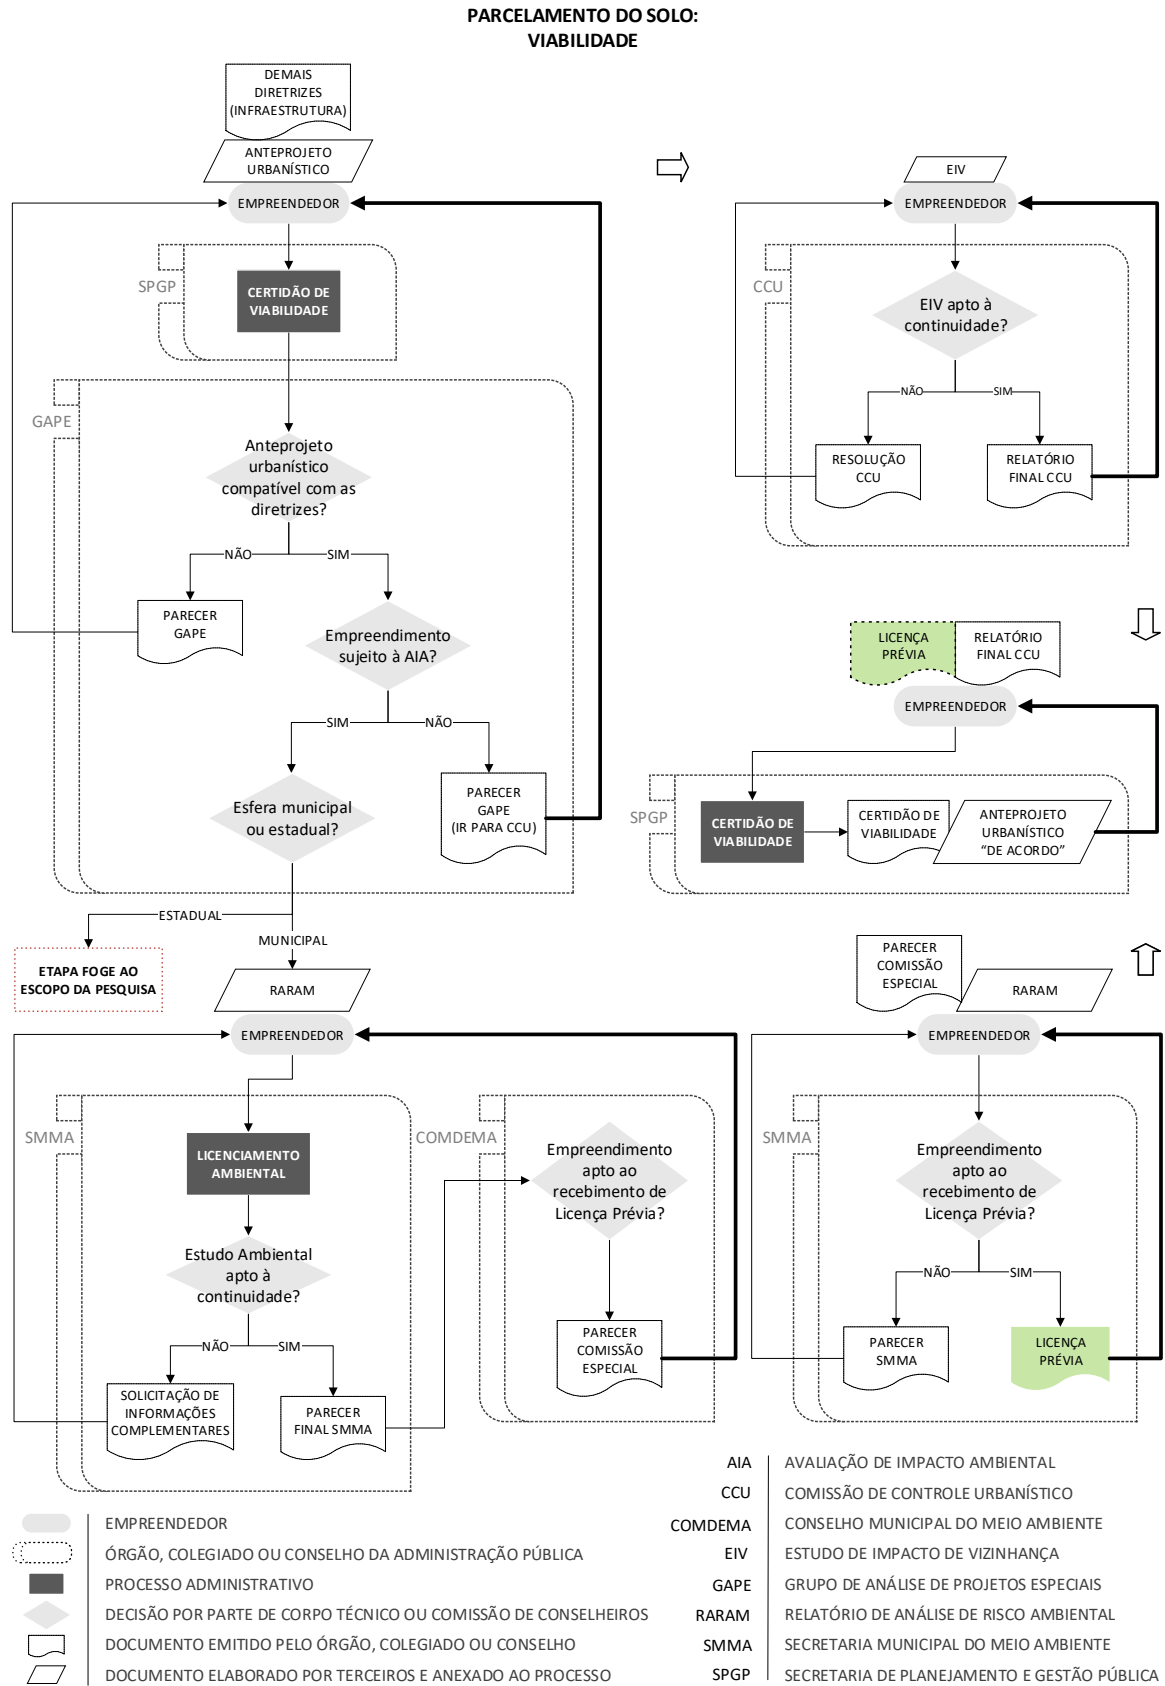 PARCELAMENTO DO SOLO:
VIABILIDADE
DEMAIS
DIRETRIZES
(INFRAESTRUTURA)
ANTEPROJETO
URBANÍSTICO
EMPREENDEDOR
SPGP
CERTIDÃO DE
VIABILIDADE
GAPE
Anteprojeto
urbanístico
compatível com as
diretrizes?
NÃO
SIM
PARECER
GAPE
Empreendimento
sujeito à AIA?
SIM
NÃO
Esfera municipal
ou estadual?
PARECER
GAPE
(IR PARA CCU)
ESTADUAL
MUNICIPAL
ETAPA FOGE AO
ESCOPO DA PESQUISA
RARAM
EMPREENDEDOR
SMMA
LICENCIAMENTO
AMBIENTAL
Estudo Ambiental
apto à
continuidade?
NÃO
SIM
SOLICITAÇÃO DE
INFORMAÇÕES
COMPLEMENTARES
PARECER
FINAL SMMA
COMDEMA
Empreendimento
apto ao
recebimento de
Licença Prévia?
PARECER
COMISSÃO
ESPECIAL
EIV
EMPREENDEDOR
CCU
EIV apto à
continuidade?
NÃO
SIM
RESOLUÇÃO
CCU
RELATÓRIO
FINAL CCU
LICENÇA
PRÉVIA
RELATÓRIO
FINAL CCU
EMPREENDEDOR
SPGP
CERTIDÃO DE
VIABILIDADE
CERTIDÃO DE
VIABILIDADE
ANTEPROJETO
URBANÍSTICO
“DE ACORDO”
PARECER
COMISSÃO
ESPECIAL
RARAM
EMPREENDEDOR
SMMA
Empreendimento
apto ao
recebimento de
Licença Prévia?
NÃO
SIM
PARECER
SMMA
LICENÇA
PRÉVIA
EMPREENDEDOR
ÓRGÃO, COLEGIADO OU CONSELHO DA ADMINISTRAÇÃO PÚBLICA
PROCESSO ADMINISTRATIVO
DECISÃO POR PARTE DE CORPO TÉCNICO OU COMISSÃO DE CONSELHEIROS
DOCUMENTO EMITIDO PELO ÓRGÃO, COLEGIADO OU CONSELHO
DOCUMENTO ELABORADO POR TERCEIROS E ANEXADO AO PROCESSO
AIA AVALIAÇÃO DE IMPACTO AMBIENTAL
CCU COMISSÃO DE CONTROLE URBANÍSTICO
COMDEMA CONSELHO MUNICIPAL DO MEIO AMBIENTE
EIV ESTUDO DE IMPACTO DE VIZINHANÇA
GAPE GRUPO DE ANÁLISE DE PROJETOS ESPECIAIS
RARAM RELATÓRIO DE ANÁLISE DE RISCO AMBIENTAL
SMMA SECRETARIA MUNICIPAL DO MEIO AMBIENTE
SPGP SECRETARIA DE PLANEJAMENTO E GESTÃO PÚBLICA